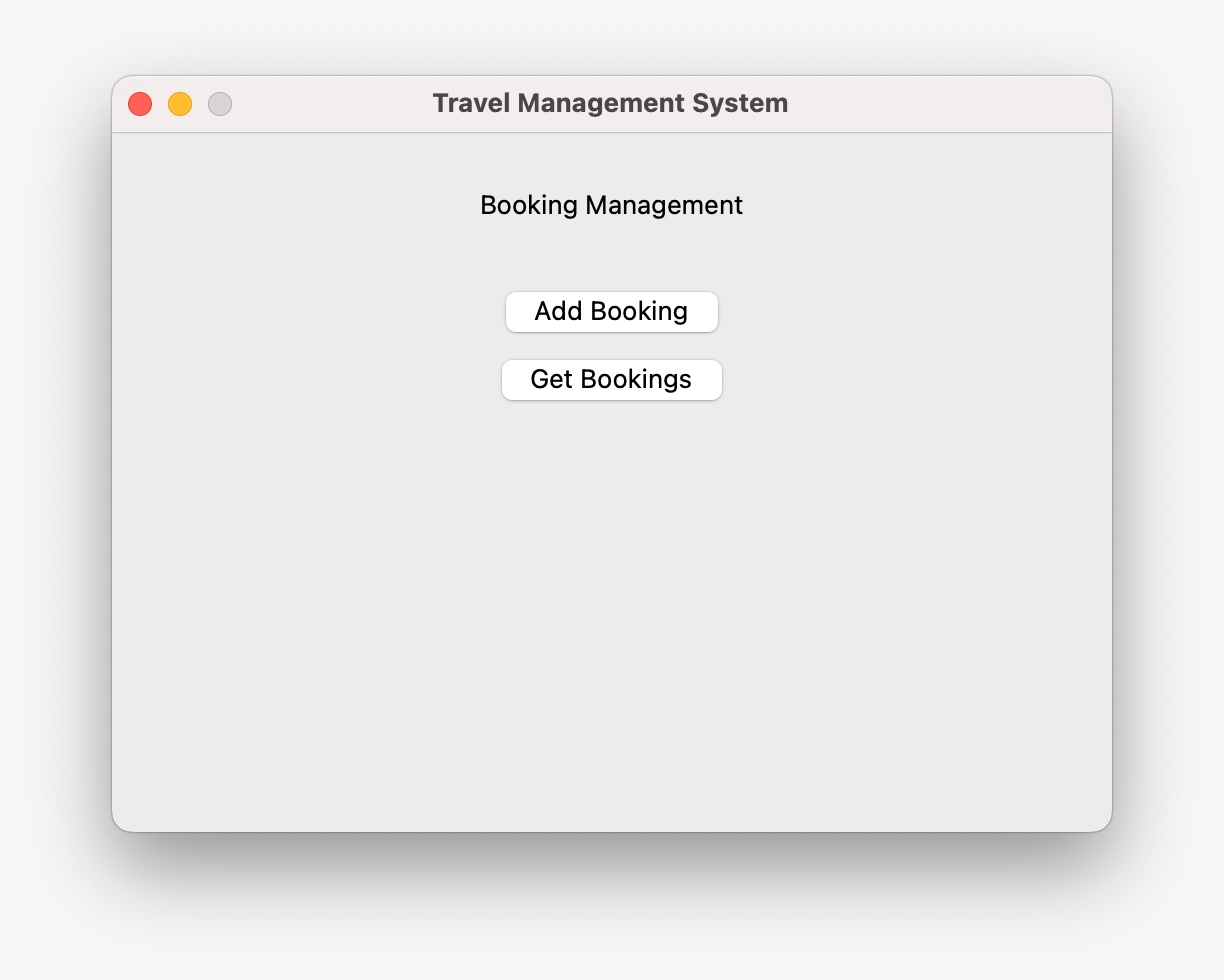 Travel Management System
Booking Management
Add Booking
Get Bookings